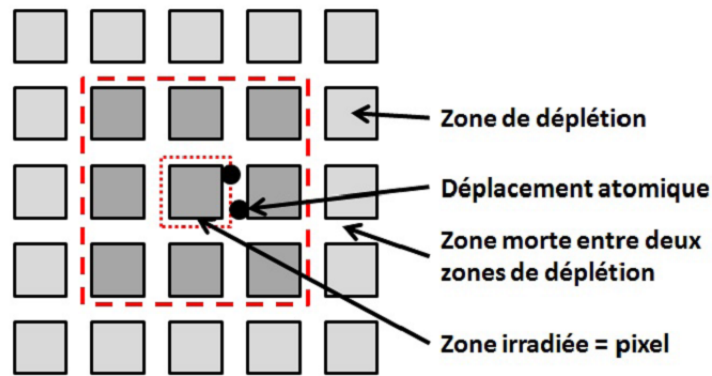 Zone de déplétion
Déplacement atomique
Zone morte entre deux
zones de déplétion
Zone irradiée = pixel